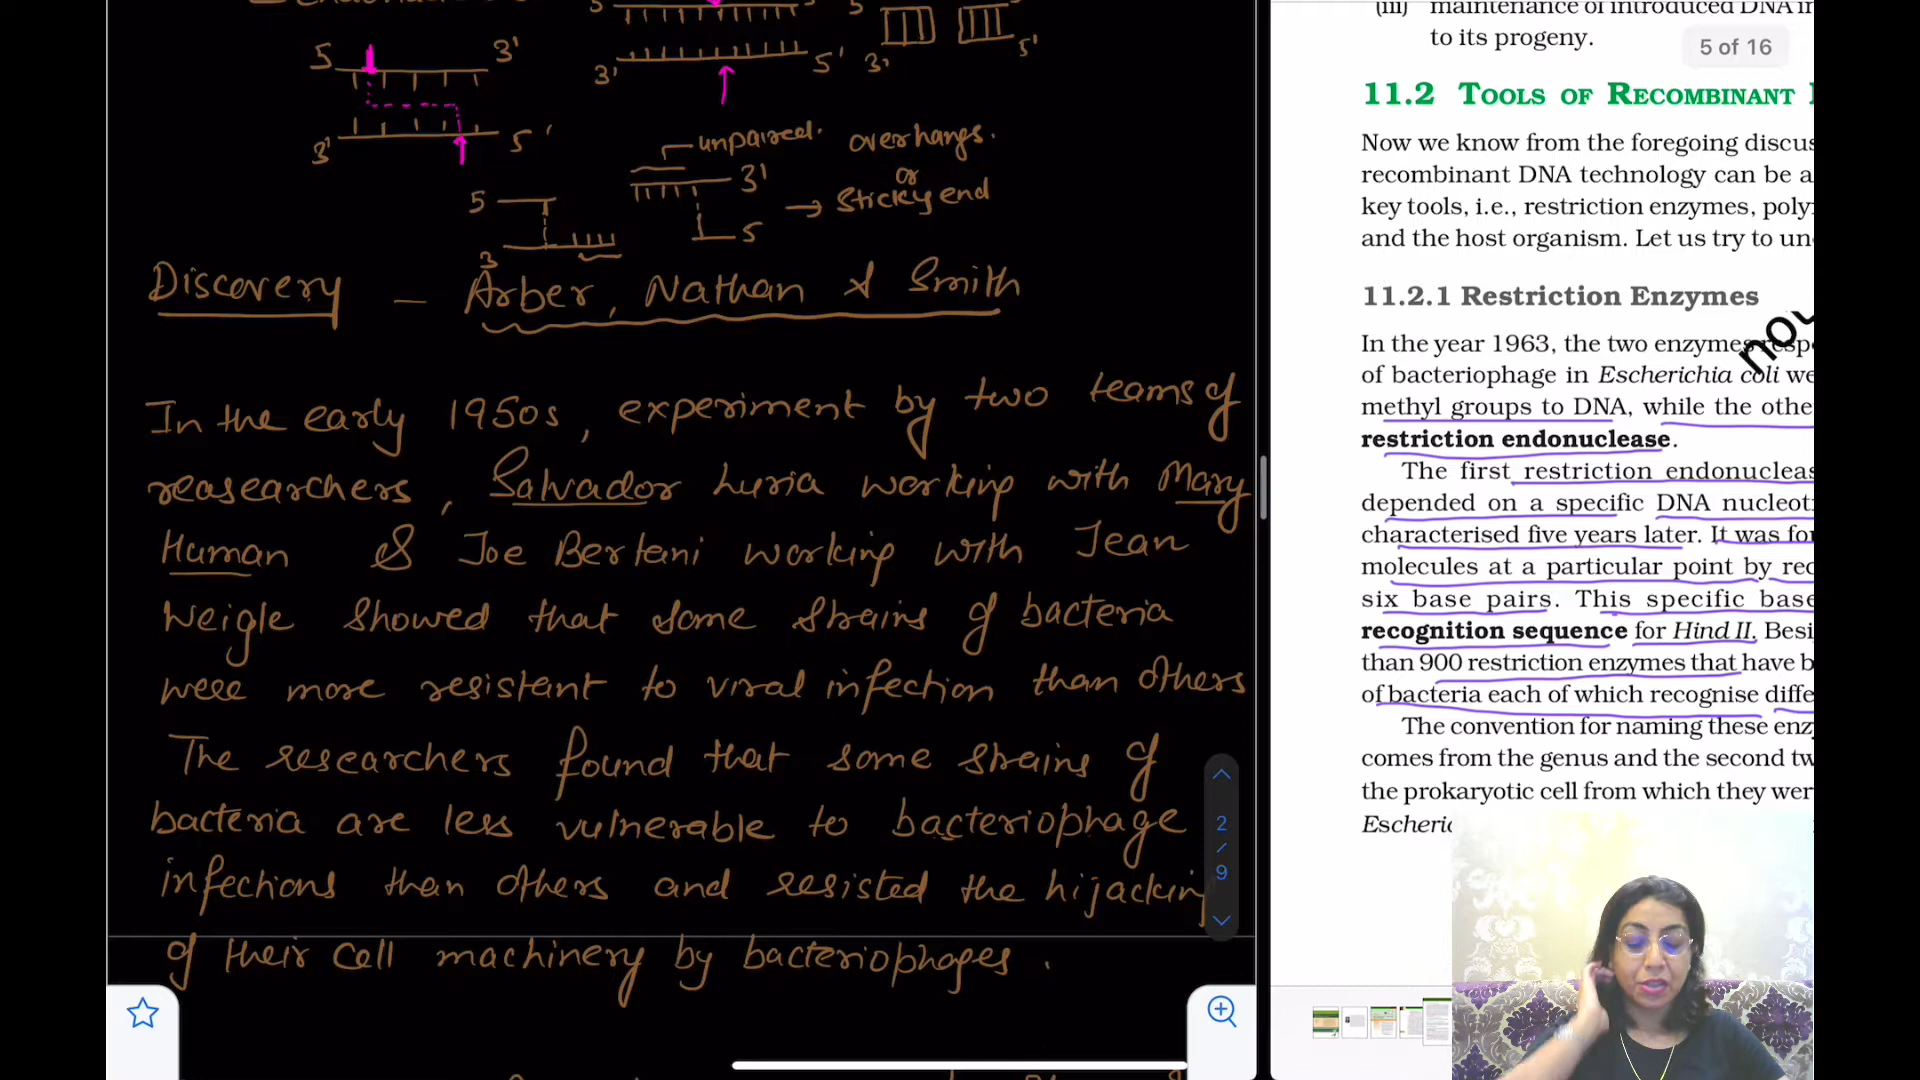 5 3'
3' 5'
3' 5' 3' 5'
unpaired. overhangs.
or
3' → Sticky end
5
5
3
Discovery - Arber, Nathan & Smith
In the early 1950s, experiment by two teams of
reasearchers, Salvador Luria working with Mary
Human & Joe Bertani working with Jean
Weigle showed that some strains of bacteria
were more resistant to viral infection than others
The researchers found that some strains of
bacteria are less vulnerable to bacteriophage
infections than others and resisted the hijacking
of their cell machinery by bacteriophages.
2
/
9
(iii) maintenance of introduced DNA in
to its progeny.
5 of 16
11.2 TOOLS OF RECOMBINANT
Now we know from the foregoing discus
recombinant DNA technology can be a
key tools, i.e., restriction enzymes, poly
and the host organism. Let us try to un
11.2.1 Restriction Enzymes
not
In the year 1963, the two enzymes resp
of bacteriophage in Escherichia coli we
methyl groups to DNA, while the othe
restriction endonuclease.
The first restriction endonucleas
depended on a specific DNA nucleoti
characterised five years later. It was fou
molecules at a particular point by rec
six base pairs. This specific base
recognition sequence for Hind II. Besi
than 900 restriction enzymes that have b
of bacteria each of which recognise diffe
The convention for naming these enz
comes from the genus and the second tw
the prokaryotic cell from which they wer
Escheric